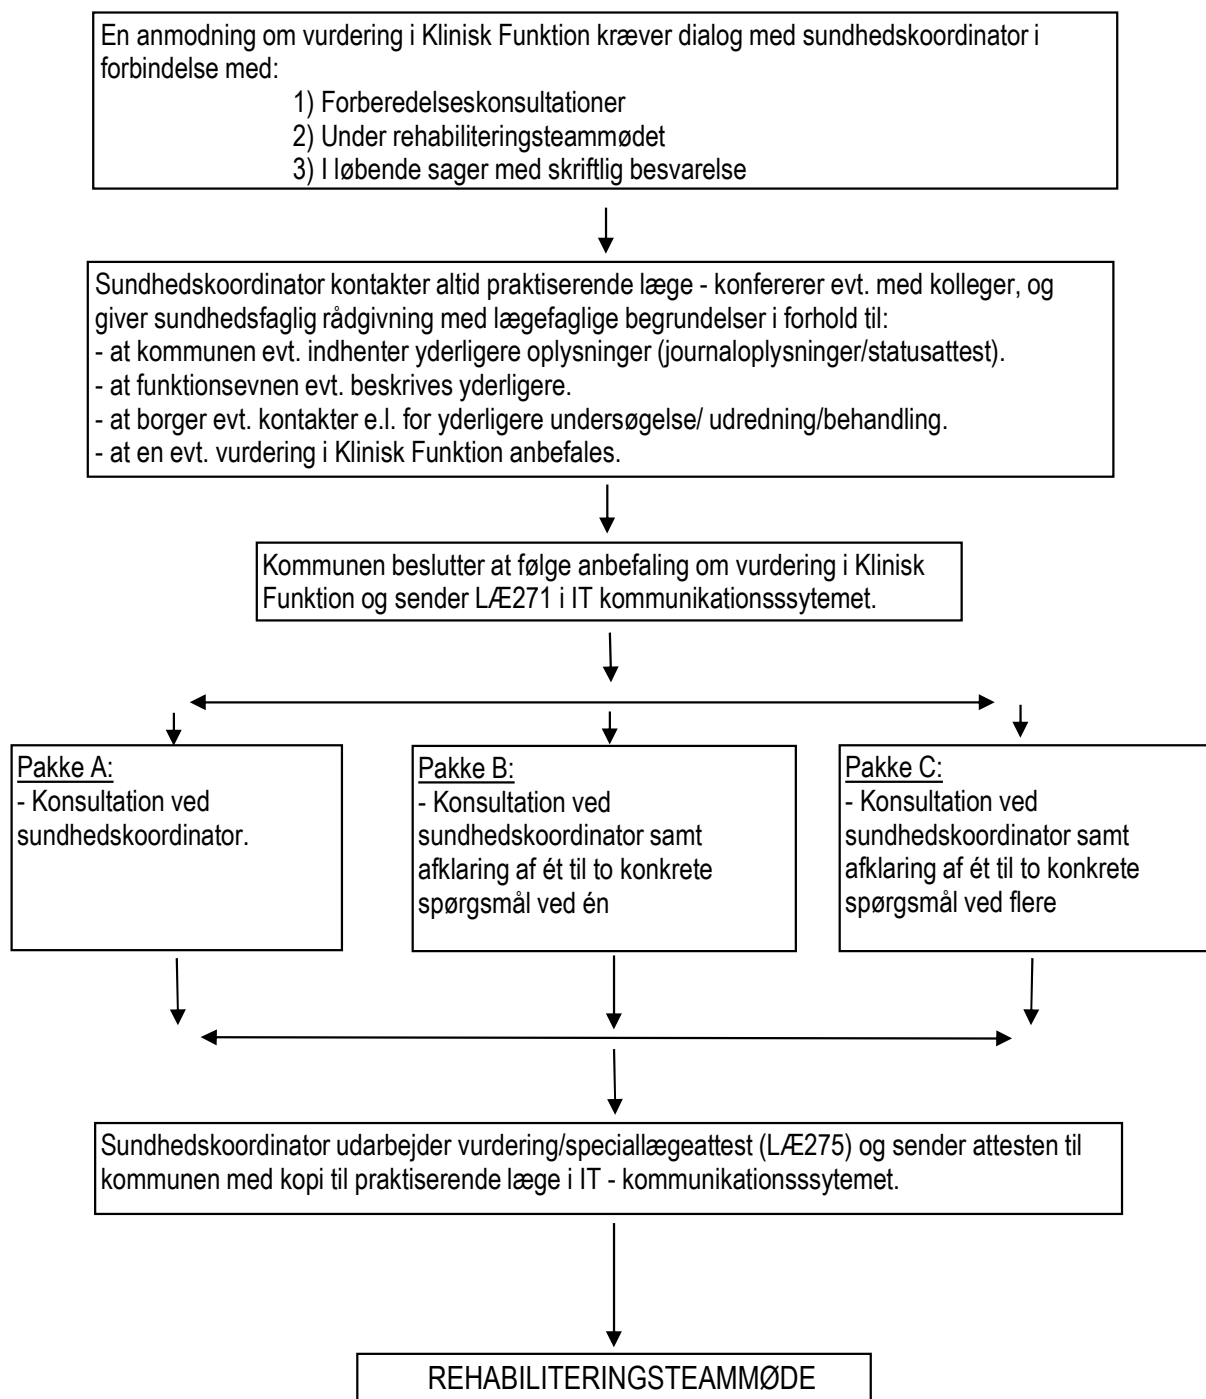 En anmodning om vurdering i Klinisk Funktion kræver dialog med sundhedskoordinator i
forbindelse med:
1) Forberedelseskonsultationer
2) Under rehabiliteringsteammødet
3) I løbende sager med skriftlig besvarelse
Sundhedskoordinator kontakter altid praktiserende læge - konfererer evt. med kolleger, og
giver sundhedsfaglig rådgivning med lægefaglige begrundelser i forhold til:
- at kommunen evt. indhenter yderligere oplysninger (journaloplysninger/statusattest).
- at funktionsevnen evt. beskrives yderligere.
- at borger evt. kontakter e.l. for yderligere undersøgelse/ udredning/behandling.
- at en evt. vurdering i Klinisk Funktion anbefales.
Kommunen beslutter at følge anbefaling om vurdering i Klinisk
Funktion og sender LÆ271 i IT kommunikationsssytemet.
Pakke A:
- Konsultation ved
sundhedskoordinator.
Pakke B:
- Konsultation ved
sundhedskoordinator samt
afklaring af ét til to konkrete
spørgsmål ved én
Pakke C:
- Konsultation ved
sundhedskoordinator samt
afklaring af ét til to konkrete
spørgsmål ved flere
Sundhedskoordinator udarbejder vurdering/speciallægeattest (LÆ275) og sender attesten til
kommunen med kopi til praktiserende læge i IT - kommunikationsssytemet.
REHABILITERINGSTEAMMØDE